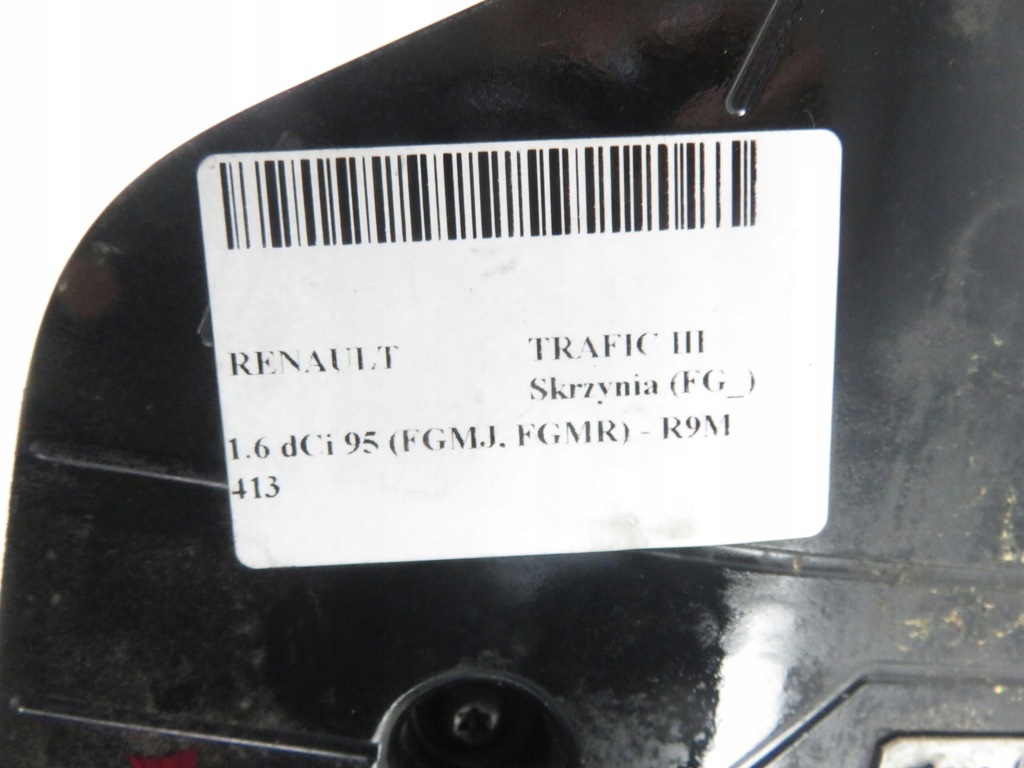 RENAULT TRAFIC III
Skrzynia (FG_)
1.6 dCi 95 (FGMJ, FGMR) - R9M
413